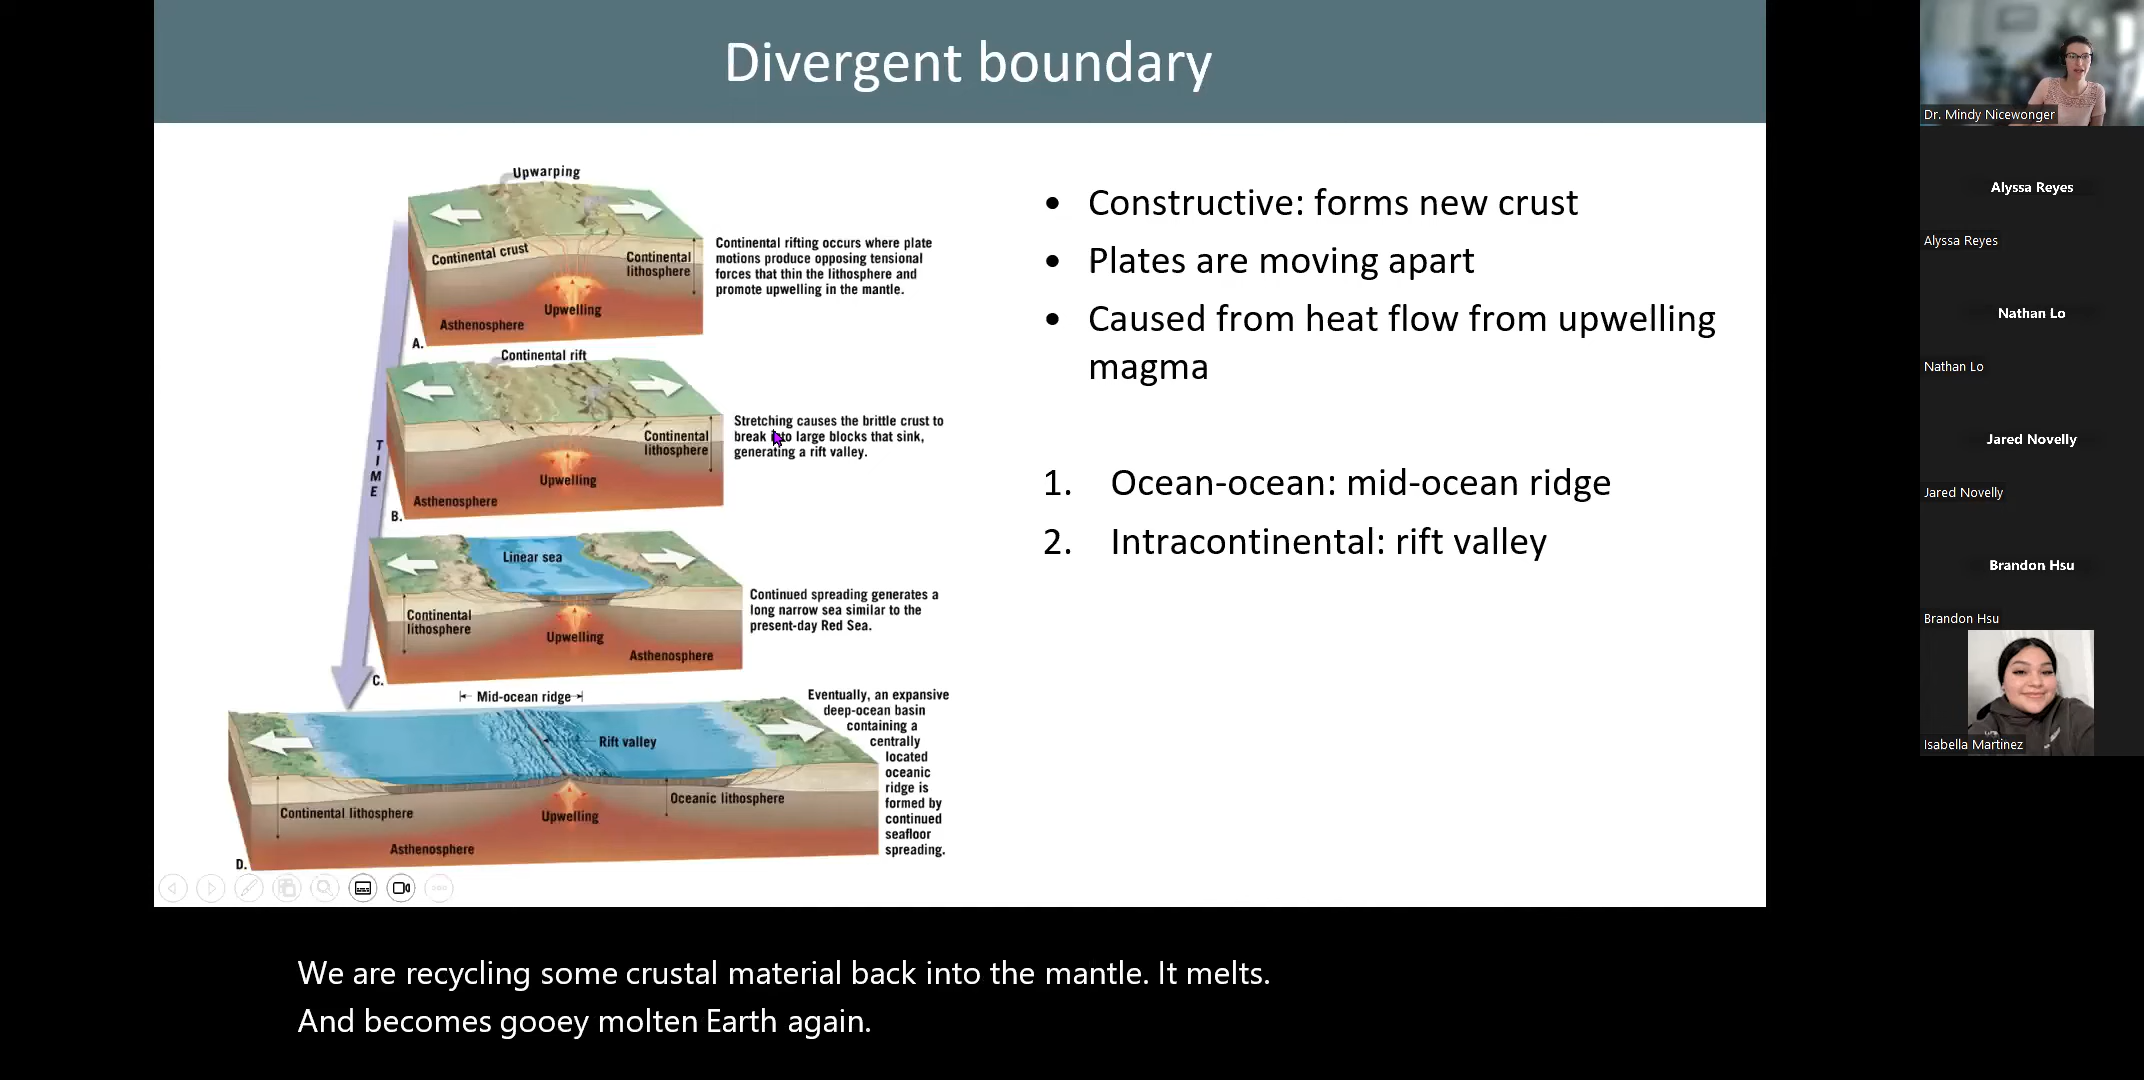 Divergent boundary
Upwarping
Continental crust
Continental
lithosphere
Upwelling
Asthenosphere
A.
Continental rifting occurs where plate
motions produce opposing tensional
forces that thin the lithosphere and
promote upwelling in the mantle.
Continental rift
Continental
lithosphere
Upwelling
Asthenosphere
B.
Stretching causes the brittle crust to
break into large blocks that sink,
generating a rift valley.
TIME
Linear sea
Continental
lithosphere
Upwelling
Asthenosphere
C.
Continued spreading generates a
long narrow sea similar to the
present-day Red Sea.
Mid-ocean ridge
Rift valley
Continental lithosphere
Oceanic lithosphere
Upwelling
Asthenosphere
D.
Eventually, an expansive
deep-ocean basin
containing a
centrally
located
oceanic
ridge is
formed by
continued
seafloor
spreading.
• Constructive: forms new crust
• Plates are moving apart
• Caused from heat flow from upwelling
magma
1. Ocean-ocean: mid-ocean ridge
2. Intracontinental: rift valley
We are recycling some crustal material back into the mantle. It melts.
And becomes gooey molten Earth again.
Dr. Mindy Nicewonger
Alyssa Reyes
Alyssa Reyes
Nathan Lo
Nathan Lo
Jared Novelly
Jared Novelly
Brandon Hsu
Brandon Hsu
Isabella Martinez